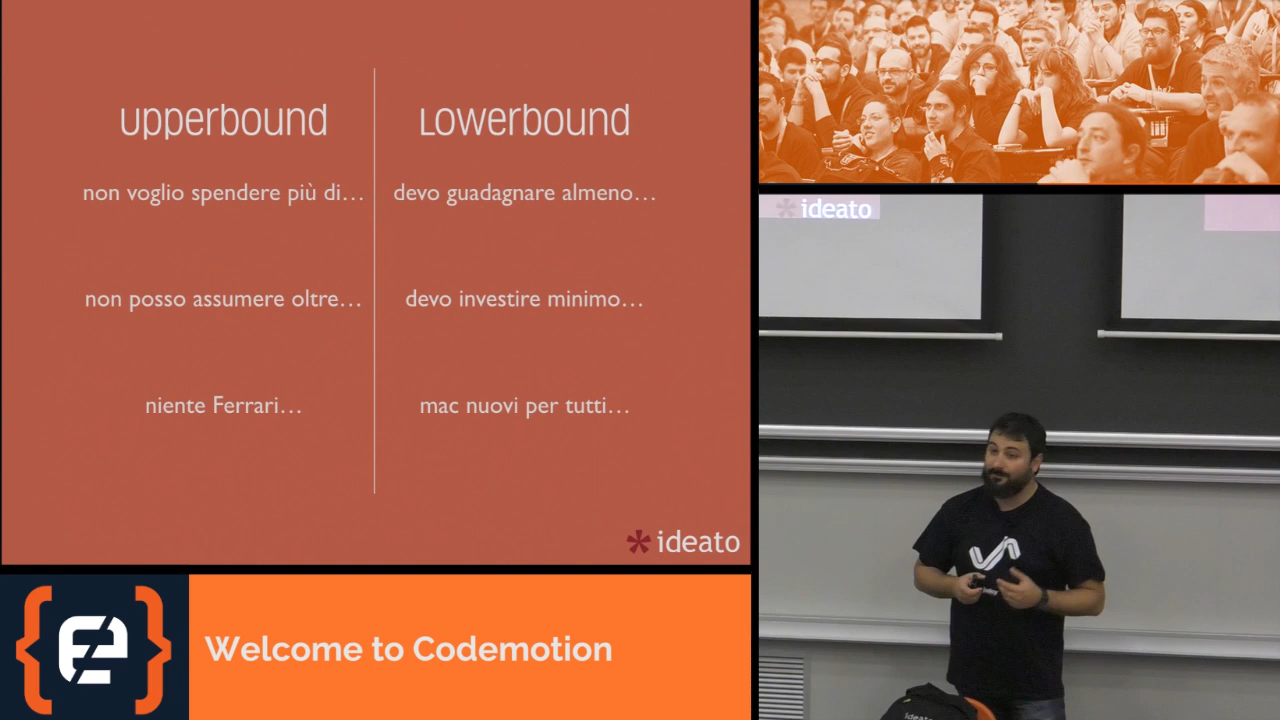 upperbound
Lowerbound
non voglio spendere più di…
devo guadagnare almeno…
non posso assumere oltre…
devo investire minimo…
niente Ferrari…
mac nuovi per tutti…
* ideato
* ideato
Welcome to Codemotion
ideato